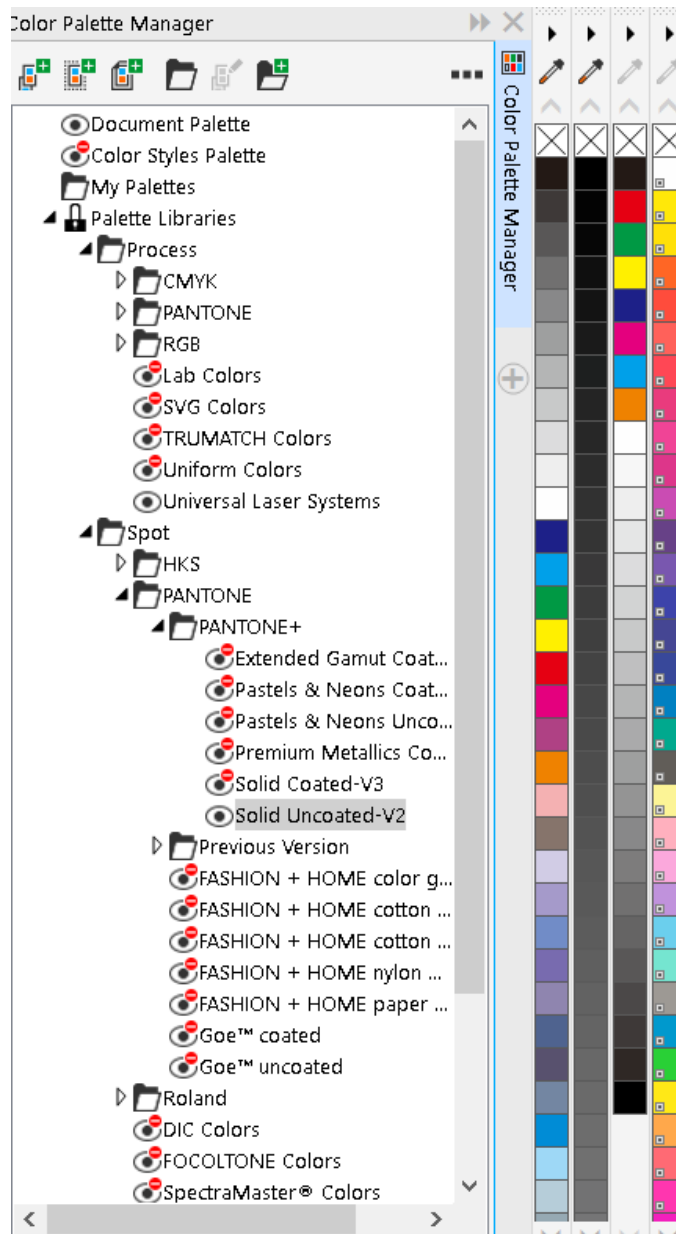 Color Palette Manager
Document Palette
Color Styles Palette
My Palettes
Palette Libraries
Process
CMYK
PANTONE
RGB
Lab Colors
SVG Colors
TRUMATCH Colors
Uniform Colors
Universal Laser Systems
Spot
HKS
PANTONE
PANTONE+
Extended Gamut Coat...
Pastels & Neons Coat...
Pastels & Neons Unco...
Premium Metallics Co...
Solid Coated-V3
Solid Uncoated-V2
Previous Version
FASHION + HOME color g...
FASHION + HOME cotton ...
FASHION + HOME cotton ...
FASHION + HOME nylon ...
FASHION + HOME paper ...
Goe™ coated
Goe™ uncoated
Roland
DIC Colors
FOCOLTONE Colors
SpectraMaster® Colors
Color Palette Manager